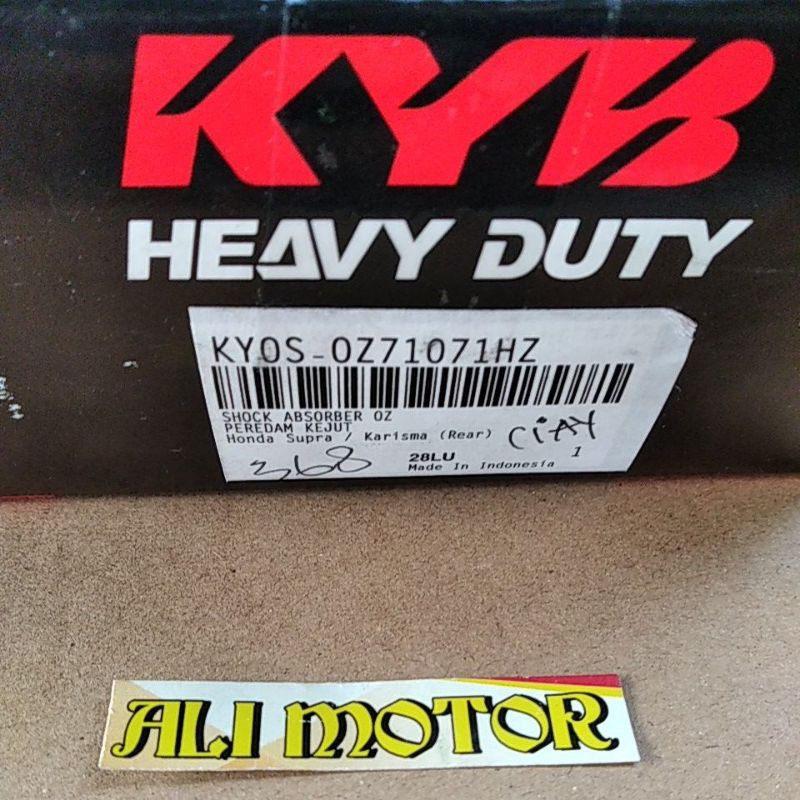 KYB
HEAVY DUTY
KYOS-OZ71071HZ
SHOCK ABSORBER OZ
PEREDAM KEJUT
Honda Supra / Karisma (Rear)
368
28LU
1
Made In Indonesia
ALI MOTOR